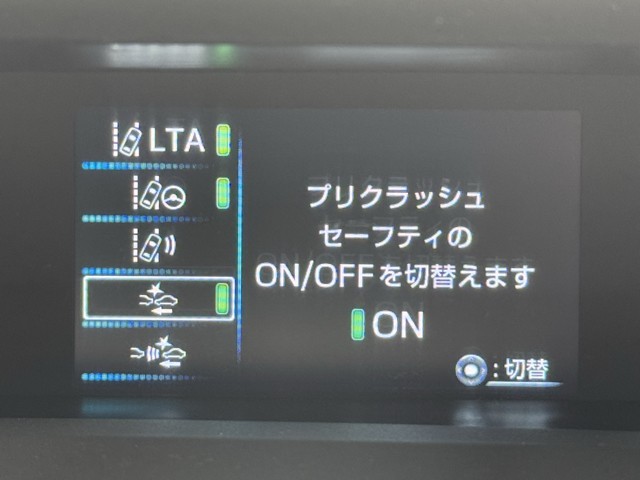 LTA
プリクラッシュ
セーフティの
ON/OFFを切替えます
ON
:切替